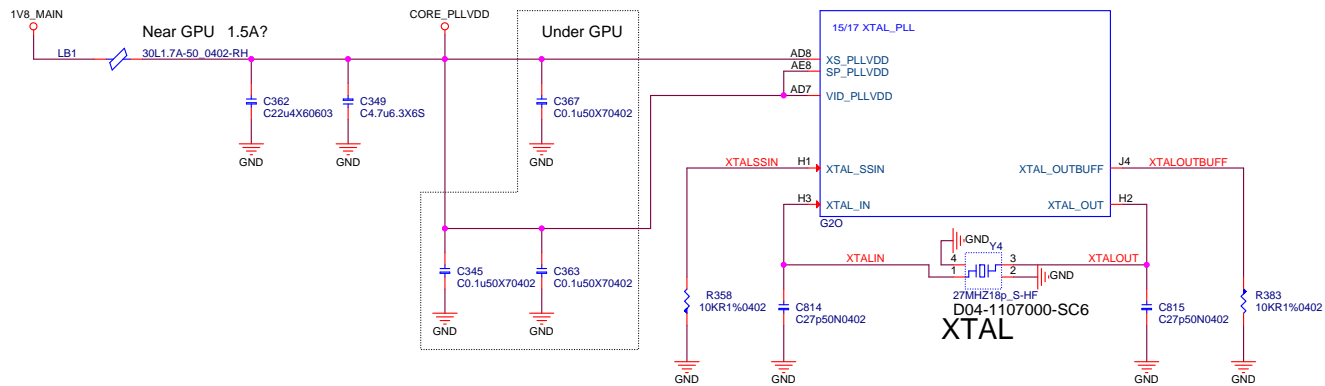 1V8_MAIN
CORE_PLLVDD
Near GPU 1.5A?
Under GPU
LB1
30L1.7A-50_0402-RH
C362
C22u4X60603
C349
C4.7u6.3X6S
C367
C0.1u50X70402
GND
GND
GND
C345
C0.1u50X70402
C363
C0.1u50X70402
GND
GND
15/17 XTAL_PLL
AD8
XS_PLLVDD
AE8
SP_PLLVDD
AD7
VID_PLLVDD
XTALSSIN
H1
XTAL_SSIN
XTAL_OUTBUFF
J4
XTALOUTBUFF
H3
XTAL_IN
XTAL_OUT
H2
G2O
GND
Y4
XTALIN
4
3
XTALOUT
1
2
GND
27MHZ18p_S-HF
D04-1107000-SC6
XTAL
R358
10KR1%0402
C814
C27p50N0402
C815
C27p50N0402
R383
10KR1%0402
GND
GND
GND
GND